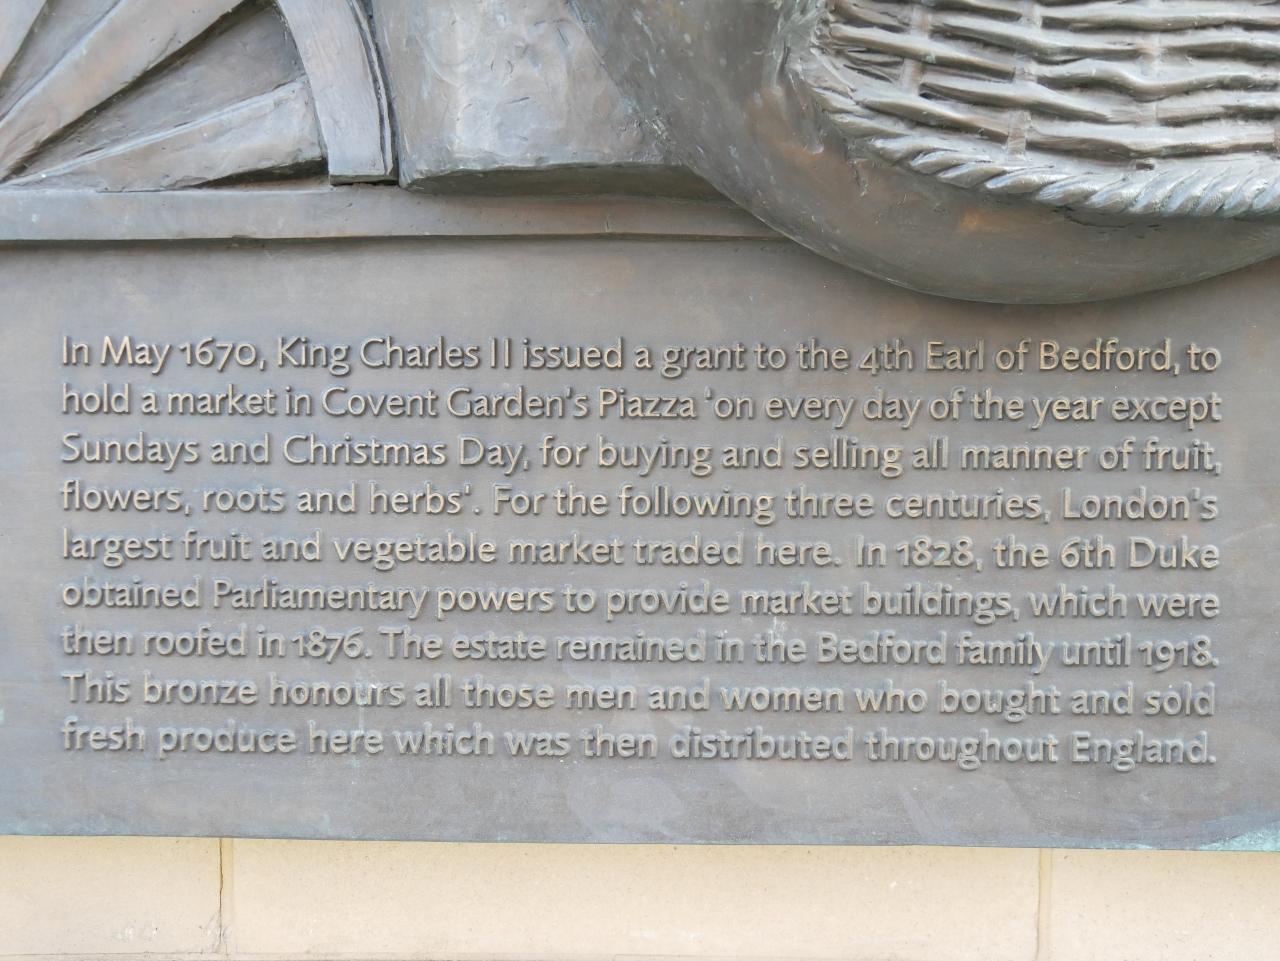 In May 1670, King Charles II issued a grant to the 4th Earl of Bedford, to
hold a market in Covent Garden's Piazza 'on every day of the year except
Sundays and Christmas Day, for buying and selling all manner of fruit,
flowers, roots and herbs'. For the following three centuries, London's
largest fruit and vegetable market traded here. In 1828, the 6th Duke
obtained Parliamentary powers to provide market buildings, which were
then roofed in 1876. The estate remained in the Bedford family until 1918.
This bronze honours all those men and women who bought and sold
fresh produce here which was then distributed throughout England.